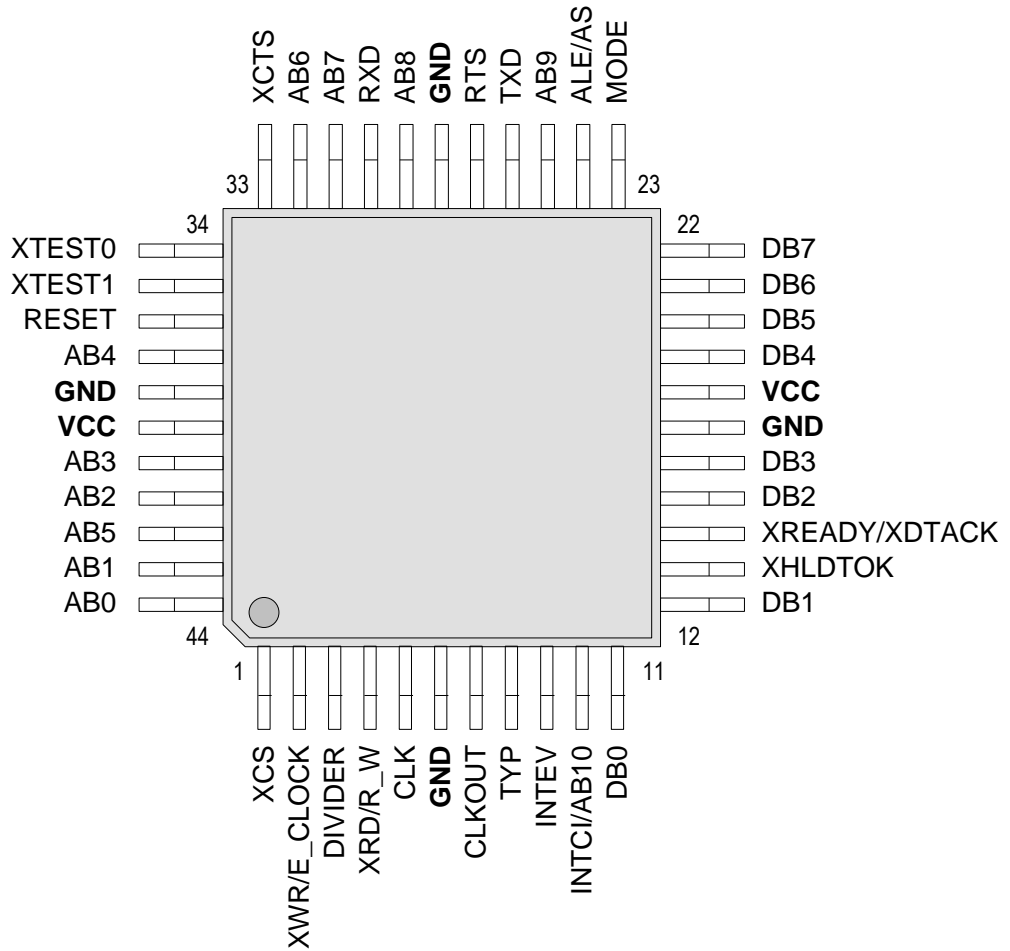 XCTS
AB6
AB7
RXD
AB8
GND
RTS
TXD
AB9
ALE/AS
MODE
33
23
34
22
XTEST0
XTEST1
RESET
AB4
GND
VCC
AB3
AB2
AB5
AB1
AB0
DB7
DB6
DB5
DB4
VCC
GND
DB3
DB2
XREADY/XDTACK
XHLDTOK
DB1
44
12
1
11
XCS
XWR/E_CLOCK
DIVIDER
XRD/R_W
CLK
GND
CLKOUT
TYP
INTEV
INTCI/AB10
DB0